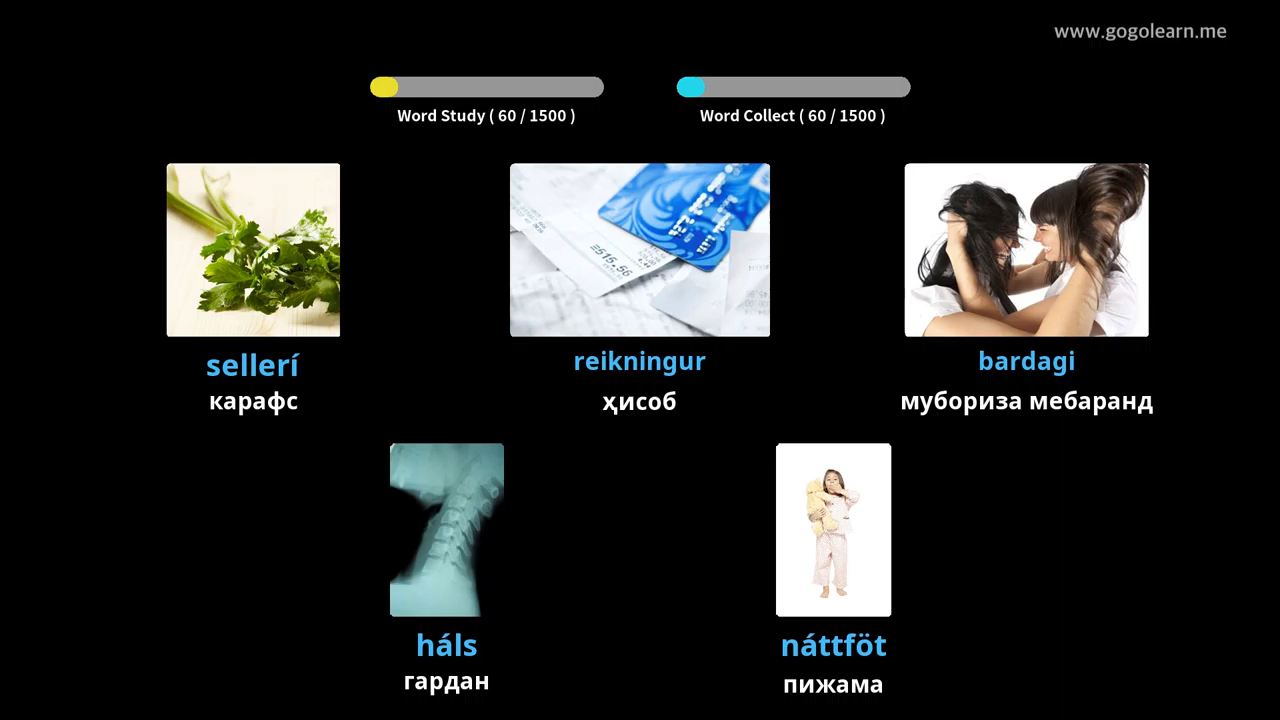 www.gogolearn.me
Word Study ( 60 / 1500 )
Word Collect ( 60 / 1500 )
sellerí
карафс
reikningur
ҳисоб
bardagi
мубориза мебаранд
háls
гардан
náttföt
пижама